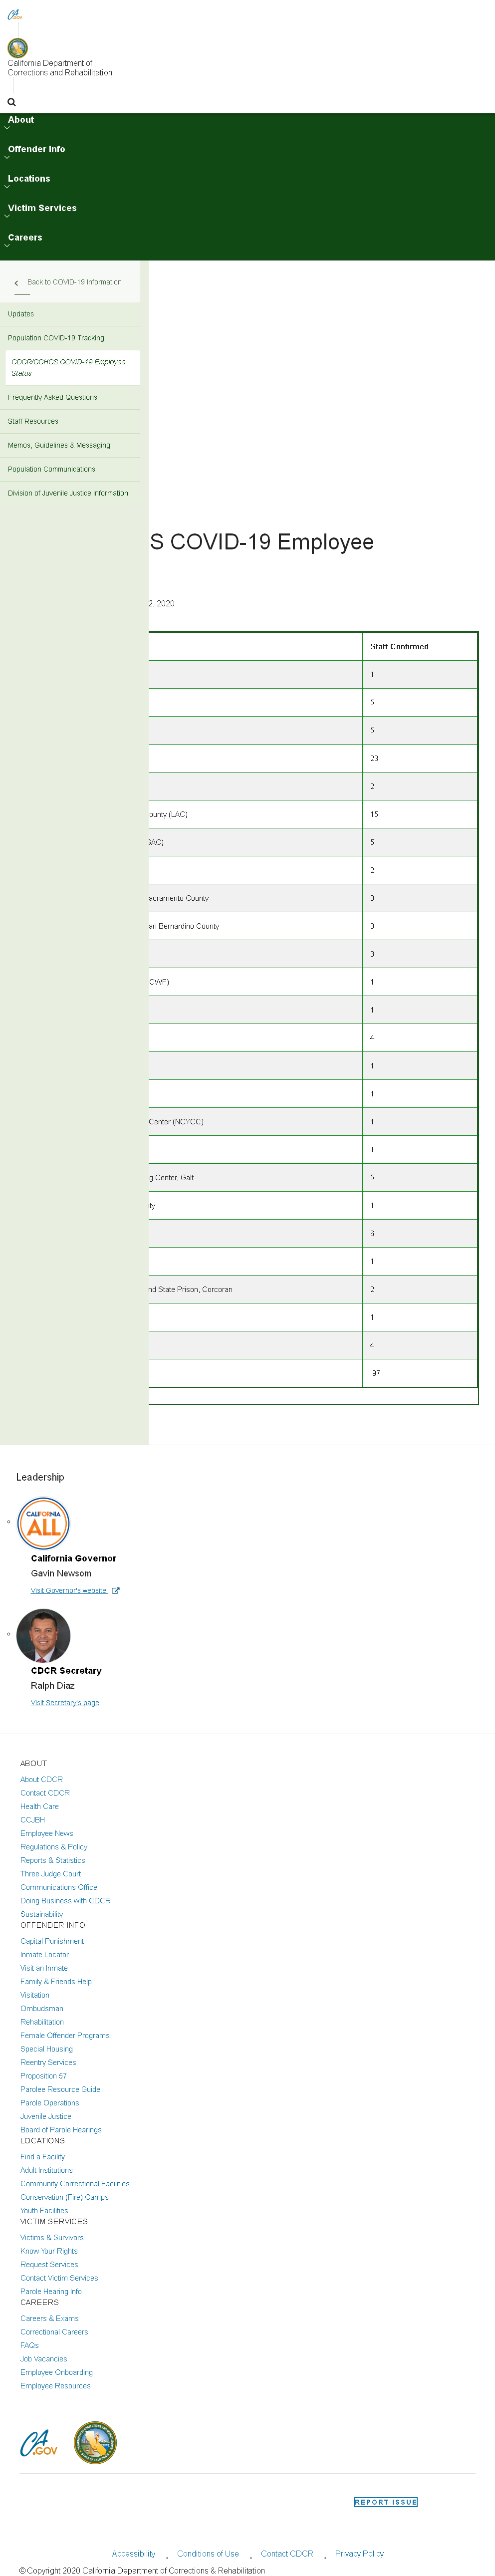 CA
.GOV
California Department of
Corrections and Rehabilitation
About
Offender Info
Locations
Victim Services
Careers
Back to COVID-19 Information
Updates
Population COVID-19 Tracking
CDCR/CCHCS COVID-19 Employee
Status
Frequently Asked Questions
Staff Resources
Memos, Guidelines & Messaging
Population Communications
Division of Juvenile Justice Information
S COVID-19 Employee
2, 2020
Staff Confirmed
1
5
5
23
2
ounty (LAC) 15
SAC) 5
2
acramento County 3
an Bernardino County 3
3
CWF) 1
1
4
1
1
Center (NCYCC) 1
1
g Center, Galt 5
ity 1
6
1
nd State Prison, Corcoran 2
1
4
97
Leadership
CALIFORNIA
ALL
California Governor
Gavin Newsom
Visit Governor's website
CDCR Secretary
Ralph Diaz
Visit Secretary's page
ABOUT
About CDCR
Contact CDCR
Health Care
CCJBH
Employee News
Regulations & Policy
Reports & Statistics
Three Judge Court
Communications Office
Doing Business with CDCR
Sustainability
OFFENDER INFO
Capital Punishment
Inmate Locator
Visit an Inmate
Family & Friends Help
Visitation
Ombudsman
Rehabilitation
Female Offender Programs
Special Housing
Reentry Services
Proposition 57
Parolee Resource Guide
Parole Operations
Juvenile Justice
Board of Parole Hearings
LOCATIONS
Find a Facility
Adult Institutions
Community Correctional Facilities
Conservation (Fire) Camps
Youth Facilities
VICTIM SERVICES
Victims & Survivors
Know Your Rights
Request Services
Contact Victim Services
Parole Hearing Info
CAREERS
Careers & Exams
Correctional Careers
FAQs
Job Vacancies
Employee Onboarding
Employee Resources
CA
.GOV
REPORT ISSUE
Accessibility • Conditions of Use • Contact CDCR • Privacy Policy
© Copyright 2020 California Department of Corrections & Rehabilitation